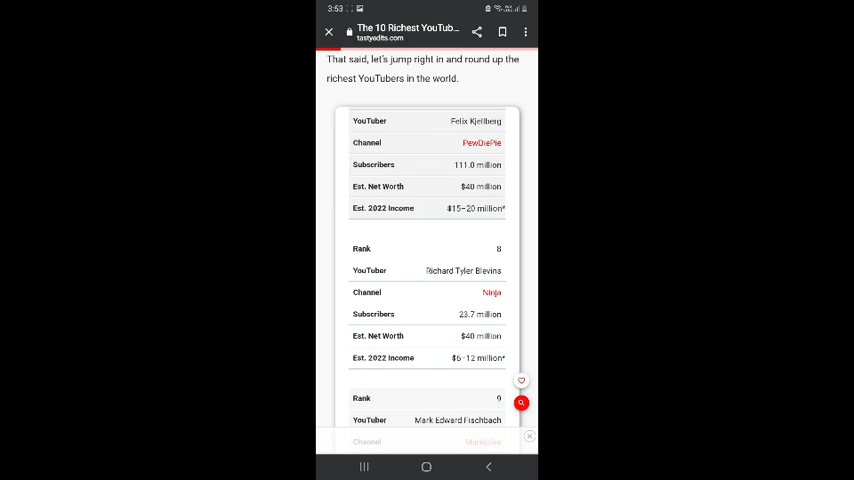 3:53
The 10 Richest YouTub...
tastyedits.com
That said, let's jump right in and round up the
richest YouTubers in the world.
YouTuber Felix Kjellberg
Channel PewDiePie
Subscribers 111.0 million
Est. Net Worth $40 million
Est. 2022 Income $15–20 million*
Rank 8
YouTuber Richard Tyler Blevins
Channel Ninja
Subscribers 23.7 million
Est. Net Worth $40 million
Est. 2022 Income $6–12 million*
Rank 9
YouTuber Mark Edward Fischbach
Channel Markiplier